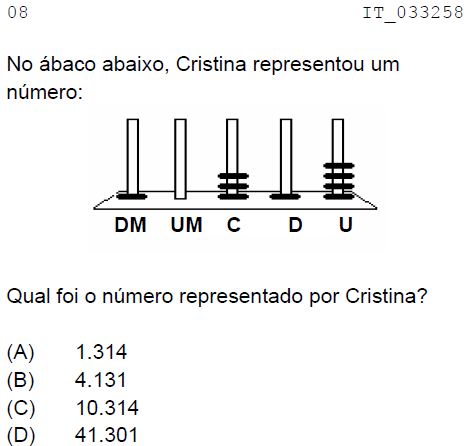 08 IT_033258
No ábaco abaixo, Cristina representou um
número:
DM UM C D U
Qual foi o número representado por Cristina?
(A) 1.314
(B) 4.131
(C) 10.314
(D) 41.301